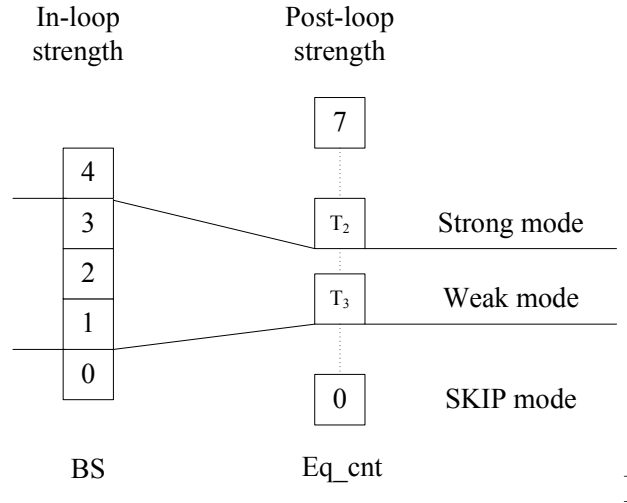 In-loop
strength
Post-loop
strength
7
4
3
2
1
0
T₂
T₃
0
Strong mode
Weak mode
SKIP mode
BS
Eq_cnt